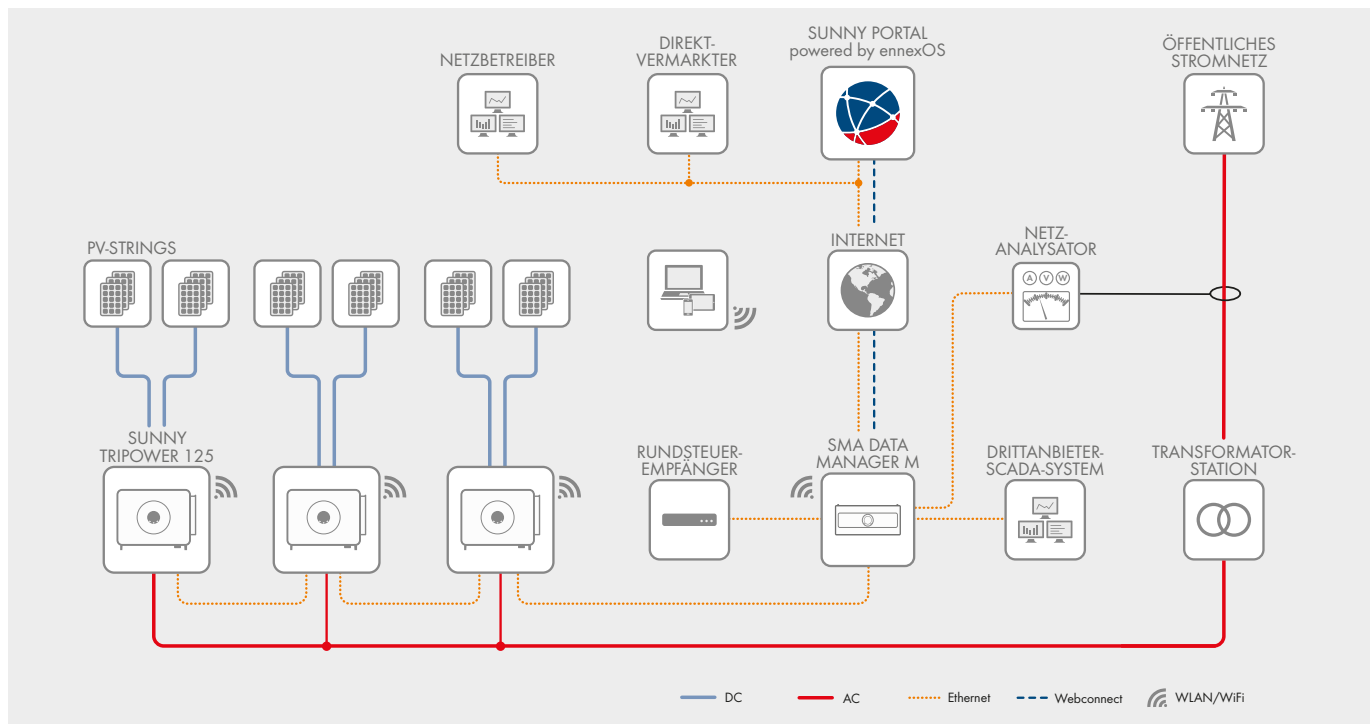 NETZBETREIBER
DIREKT-
VERMARKTER
SUNNY PORTAL
powered by ennexOS
ÖFFENTLICHES
STROMNETZ
PV-STRINGS
INTERNET
NETZ-
ANALYSATOR
A V W
SUNNY
TRIPOWER 125
RUNDSTEUER-
EMPFÄNGER
SMA DATA
MANAGER M
DRITTANBIETER-
SCADA-SYSTEM
TRANSFORMATOR-
STATION
DC
AC
Ethernet
Webconnect
WLAN/WiFi